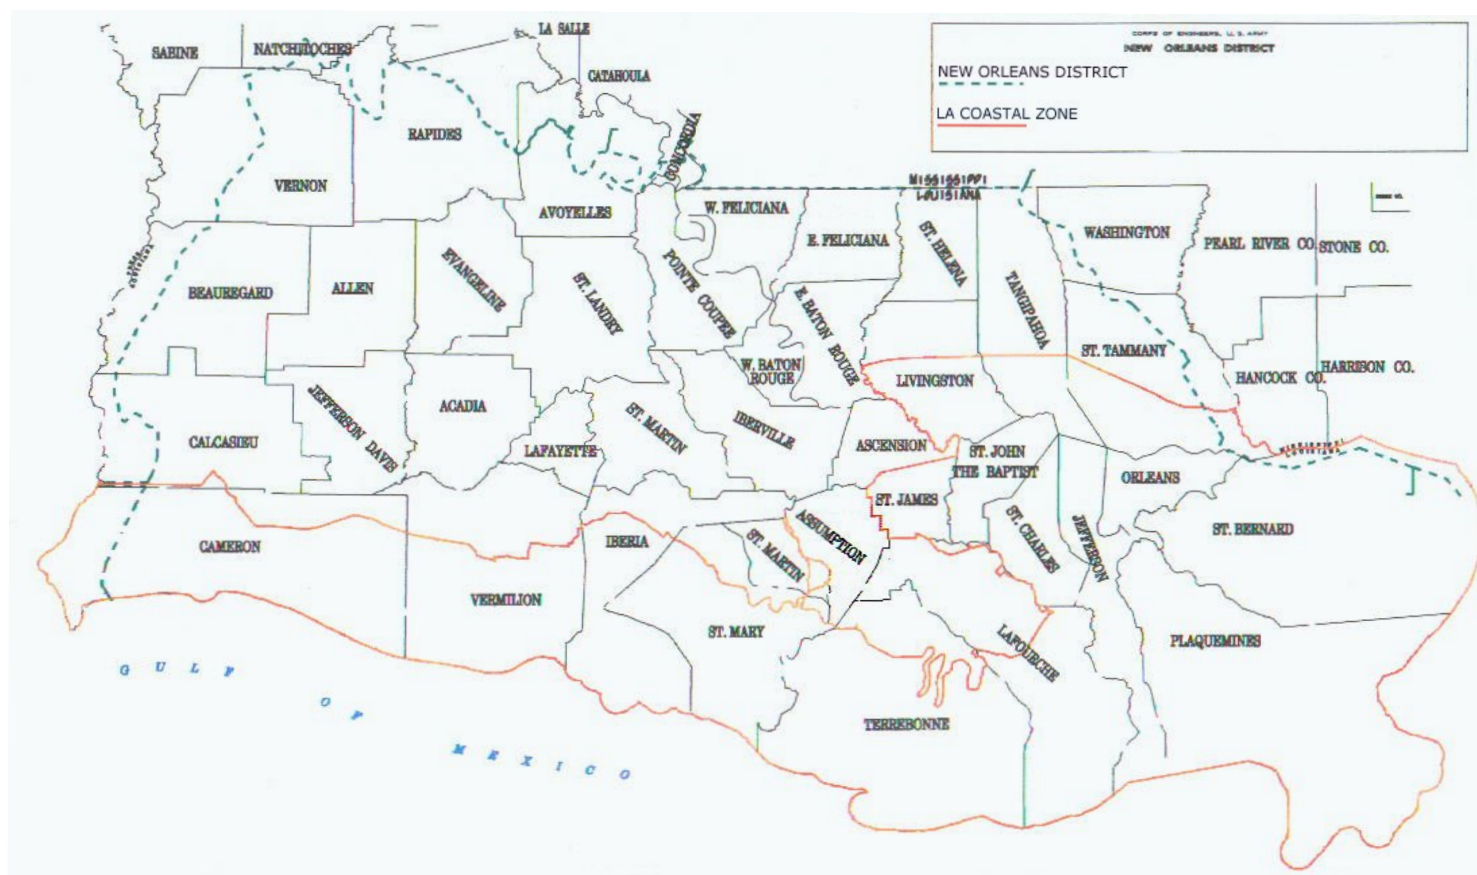 LA SALLE
SABINE
NATCHITOCHES
CATAHOULA
CORPS OF ENGINEERS, U. S. ARMY
NEW ORLEANS DISTRICT
NEW ORLEANS DISTRICT
LA COASTAL ZONE
RAPIDES
CONCORDIA
VERNON
AVOYELLES
MISSISSIPPI
LOUISIANA
W. FELICIANA
E. FELICIANA
ST. HELENA
WASHINGTON
PEARL RIVER CO.
STONE CO.
BEAUREGARD
ALLEN
EVANGELINE
ST. LANDRY
POINTE COUPEE
E. BATON ROUGE
TANGIPAHOA
ST. TAMMANY
W. BATON
ROUGE
LIVINGSTON
HANCOCK CO.
HARRISON CO.
CALCASIEU
JEFFERSON DAVIS
ACADIA
LAFAYETTE
ST. MARTIN
IBERVILLE
ASCENSION
ST. JOHN
THE BAPTIST
MISSISSIPPI
LOUISIANA
ORLEANS
ST. JAMES
ST. BERNARD
CAMERON
VERMILION
IBERIA
ST. MARTIN
ASSUMPTION
ST. CHARLES
JEFFERSON
ST. MARY
LAFOURCHE
PLAQUEMINES
TERREBONNE
GULF
OF
MEXICO